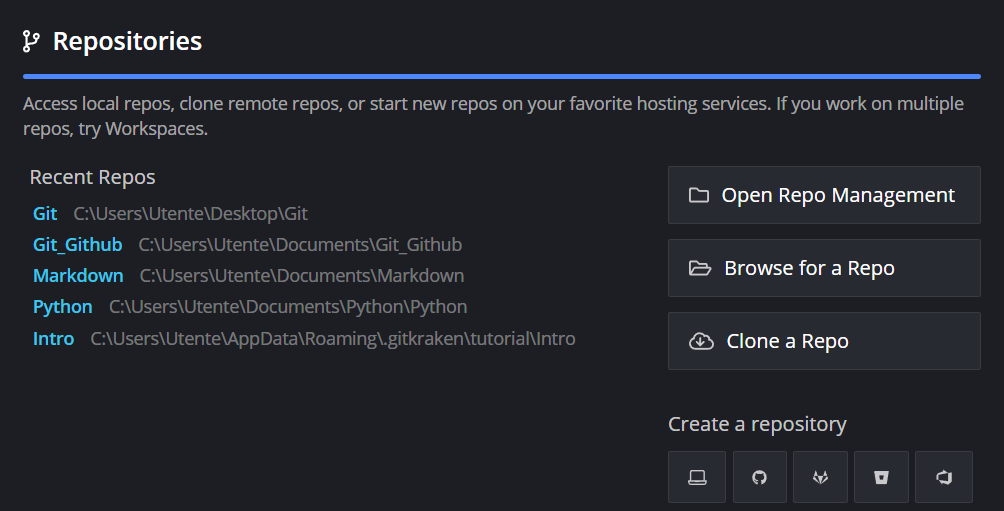 Repositories
Access local repos, clone remote repos, or start new repos on your favorite hosting services. If you work on multiple
repos, try Workspaces.
Recent Repos
Git C:\Users\Utente\Desktop\Git
Git_Github C:\Users\Utente\Documents\Git_Github
Markdown C:\Users\Utente\Documents\Markdown
Python C:\Users\Utente\Documents\Python\Python
Intro C:\Users\Utente\AppData\Roaming\.gitkraken\tutorial\Intro
Open Repo Management
Browse for a Repo
Clone a Repo
Create a repository